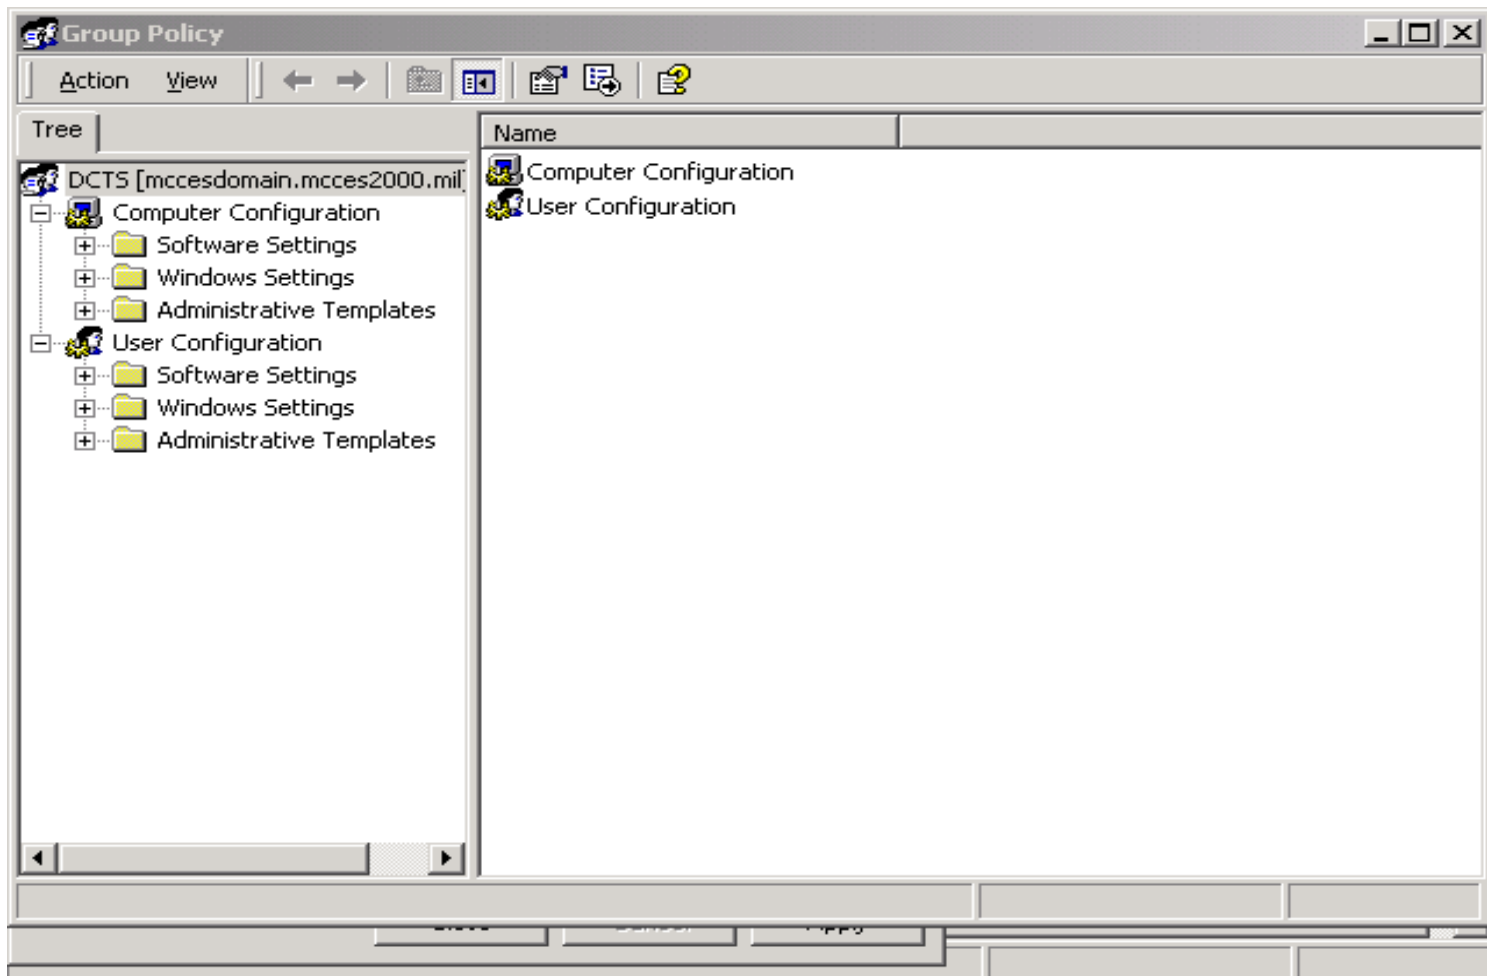 Group Policy
Action View
Tree
Name
DCTS [mccesdomain.mcces2000.mil]
Computer Configuration
Software Settings
Windows Settings
Administrative Templates
User Configuration
Software Settings
Windows Settings
Administrative Templates
Computer Configuration
User Configuration